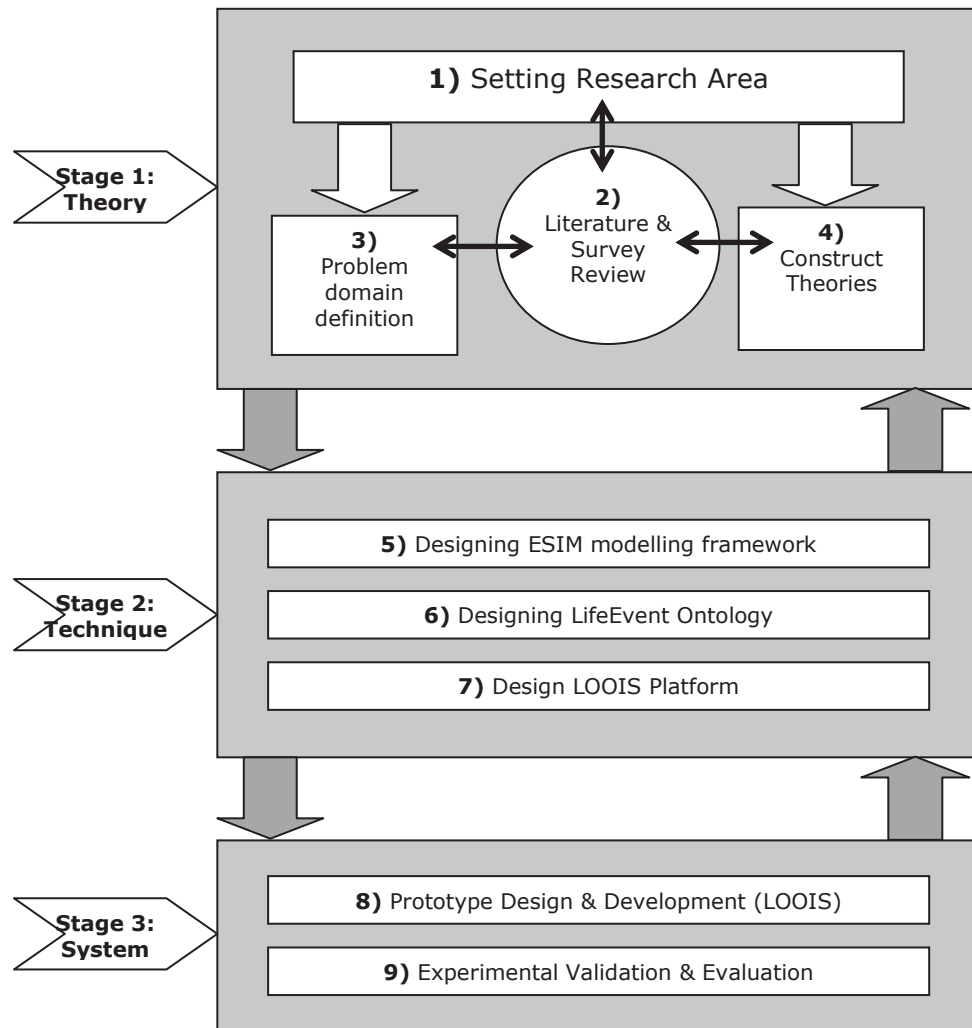 1) Setting Research Area
Stage 1:
Theory
2)
Literature &
Survey
Review
3)
Problem
domain
definition
4)
Construct
Theories
Stage 2:
Technique
5) Designing ESIM modelling framework
6) Designing LifeEvent Ontology
7) Design LOOIS Platform
Stage 3:
System
8) Prototype Design & Development (LOOIS)
9) Experimental Validation & Evaluation